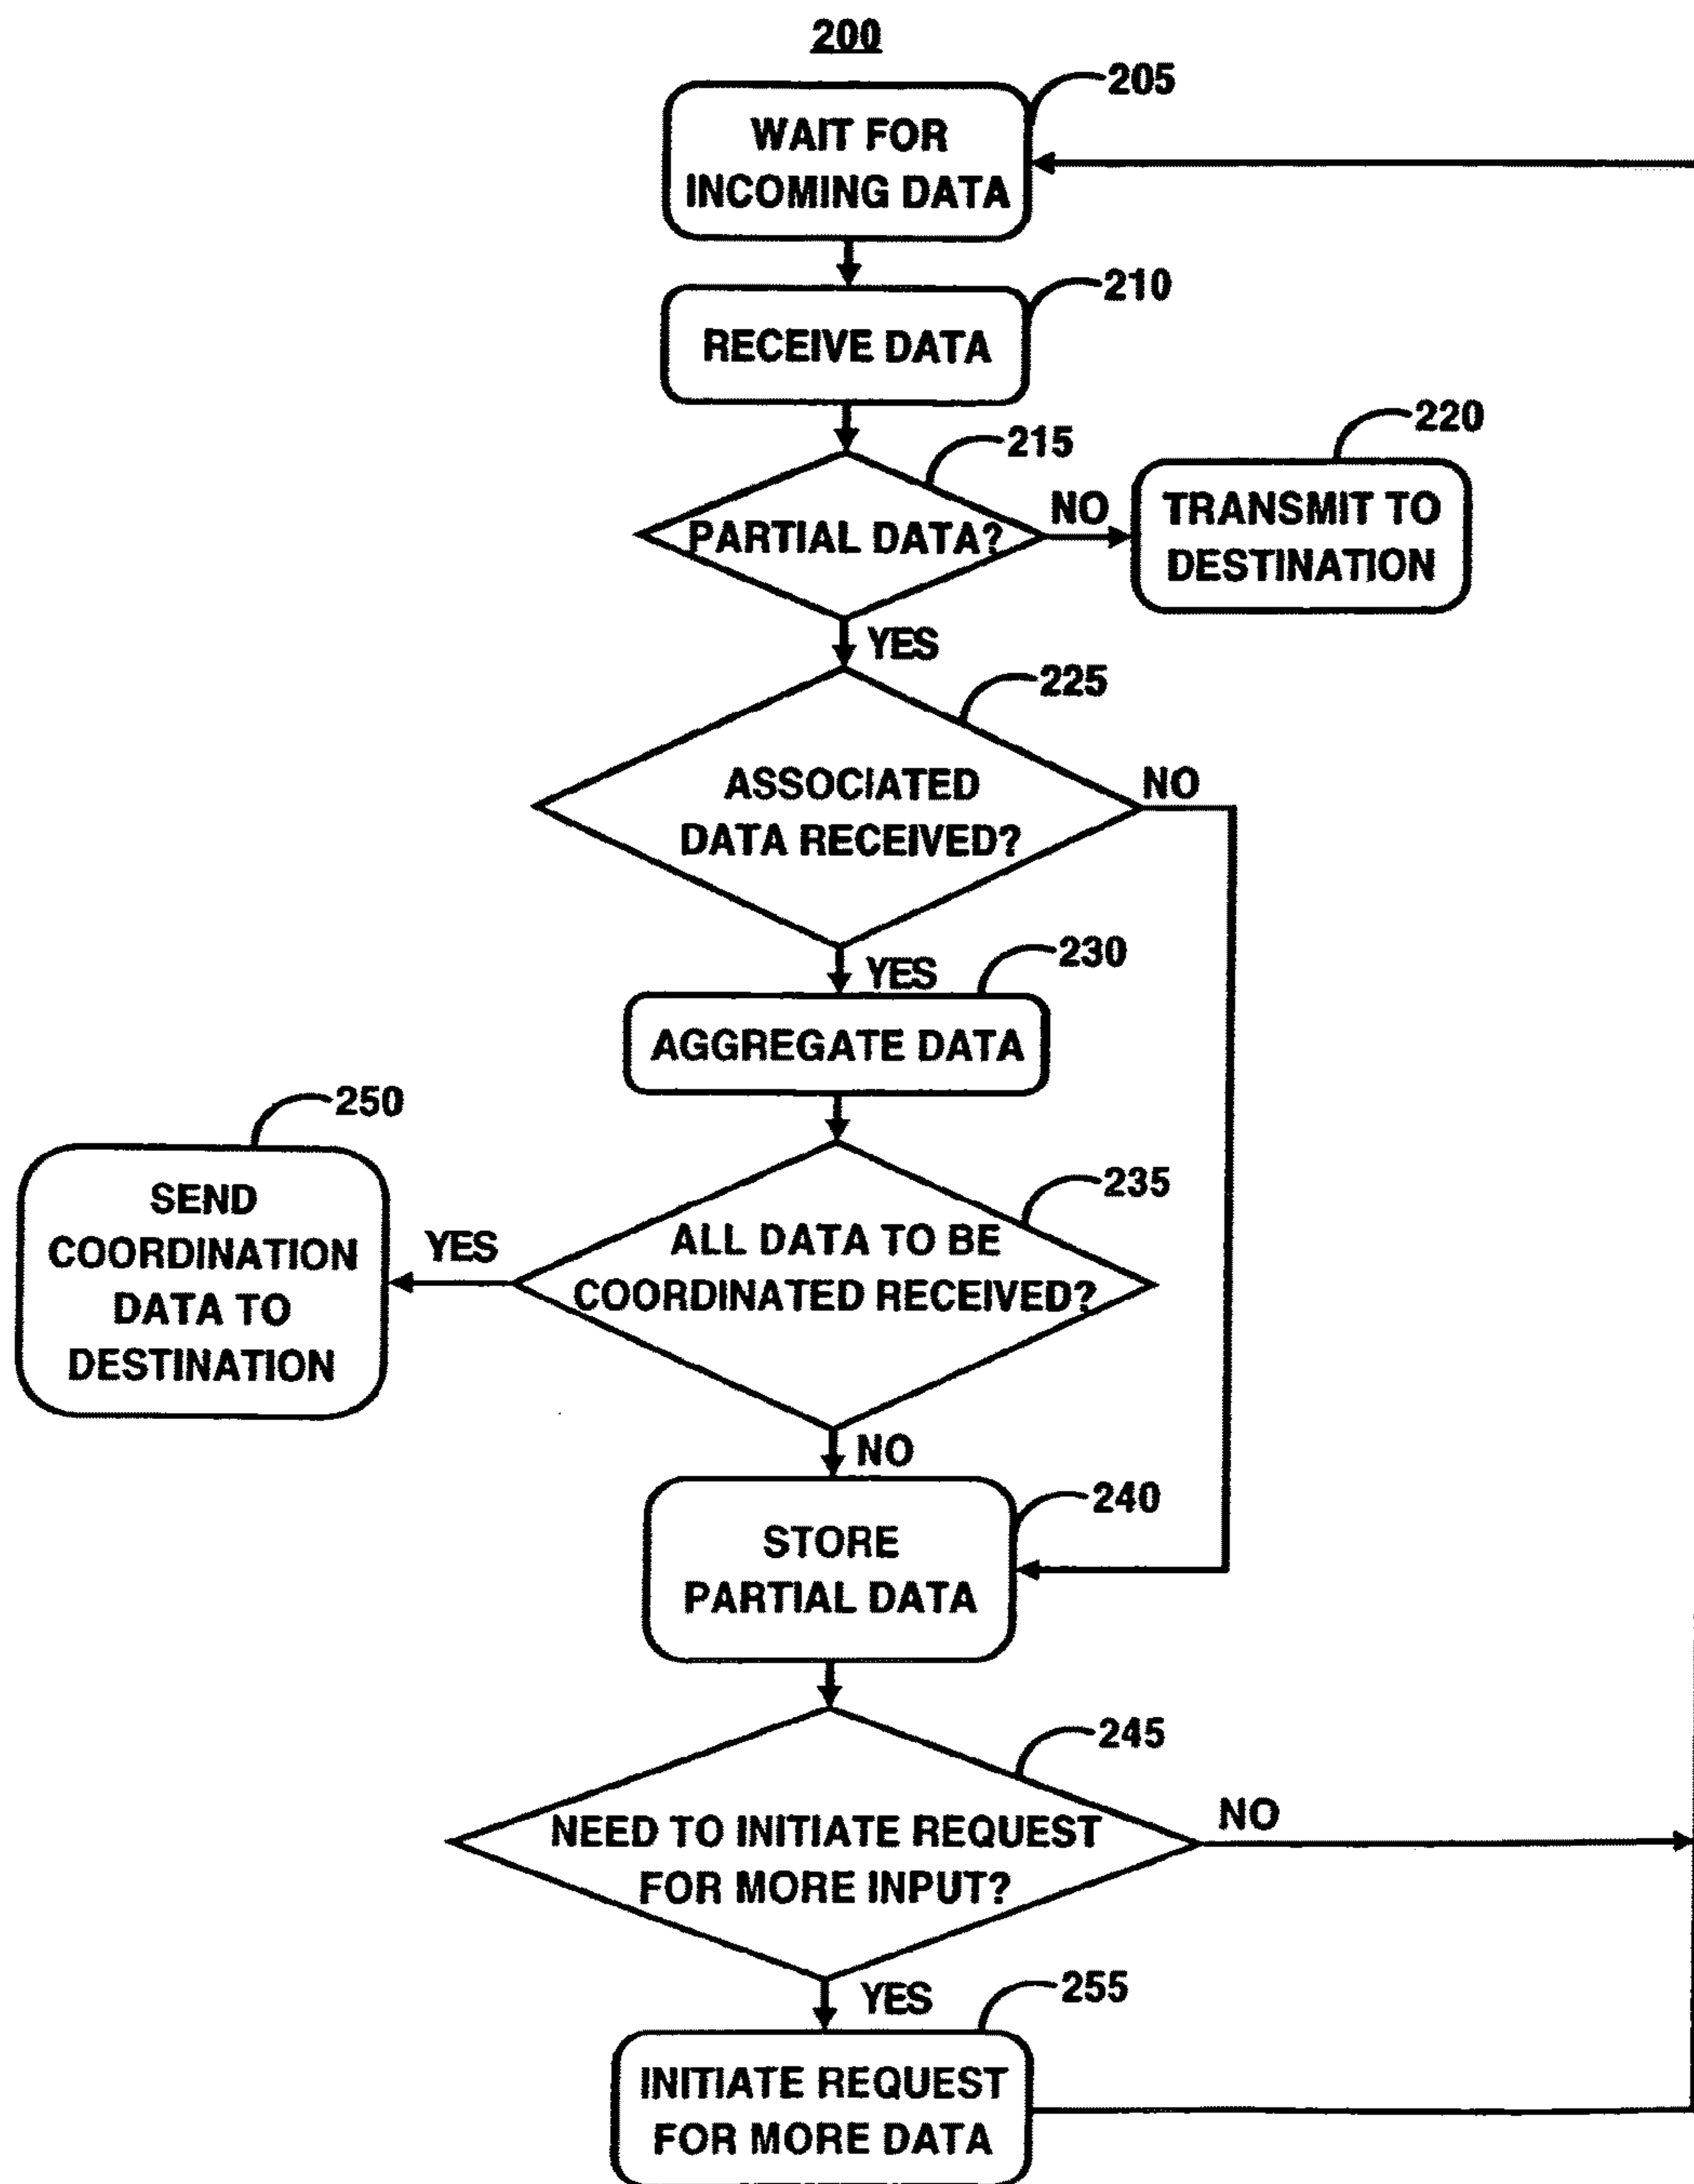 200
205
WAIT FOR
INCOMING DATA
210
RECEIVE DATA
215
PARTIAL DATA?
NO
220
TRANSMIT TO
DESTINATION
YES
225
ASSOCIATED
DATA RECEIVED?
NO
YES
230
AGGREGATE DATA
250
SEND
COORDINATION
DATA TO
DESTINATION
YES
235
ALL DATA TO BE
COORDINATED RECEIVED?
NO
240
STORE
PARTIAL DATA
245
NEED TO INITIATE REQUEST
FOR MORE INPUT?
NO
YES
255
INITIATE REQUEST
FOR MORE DATA